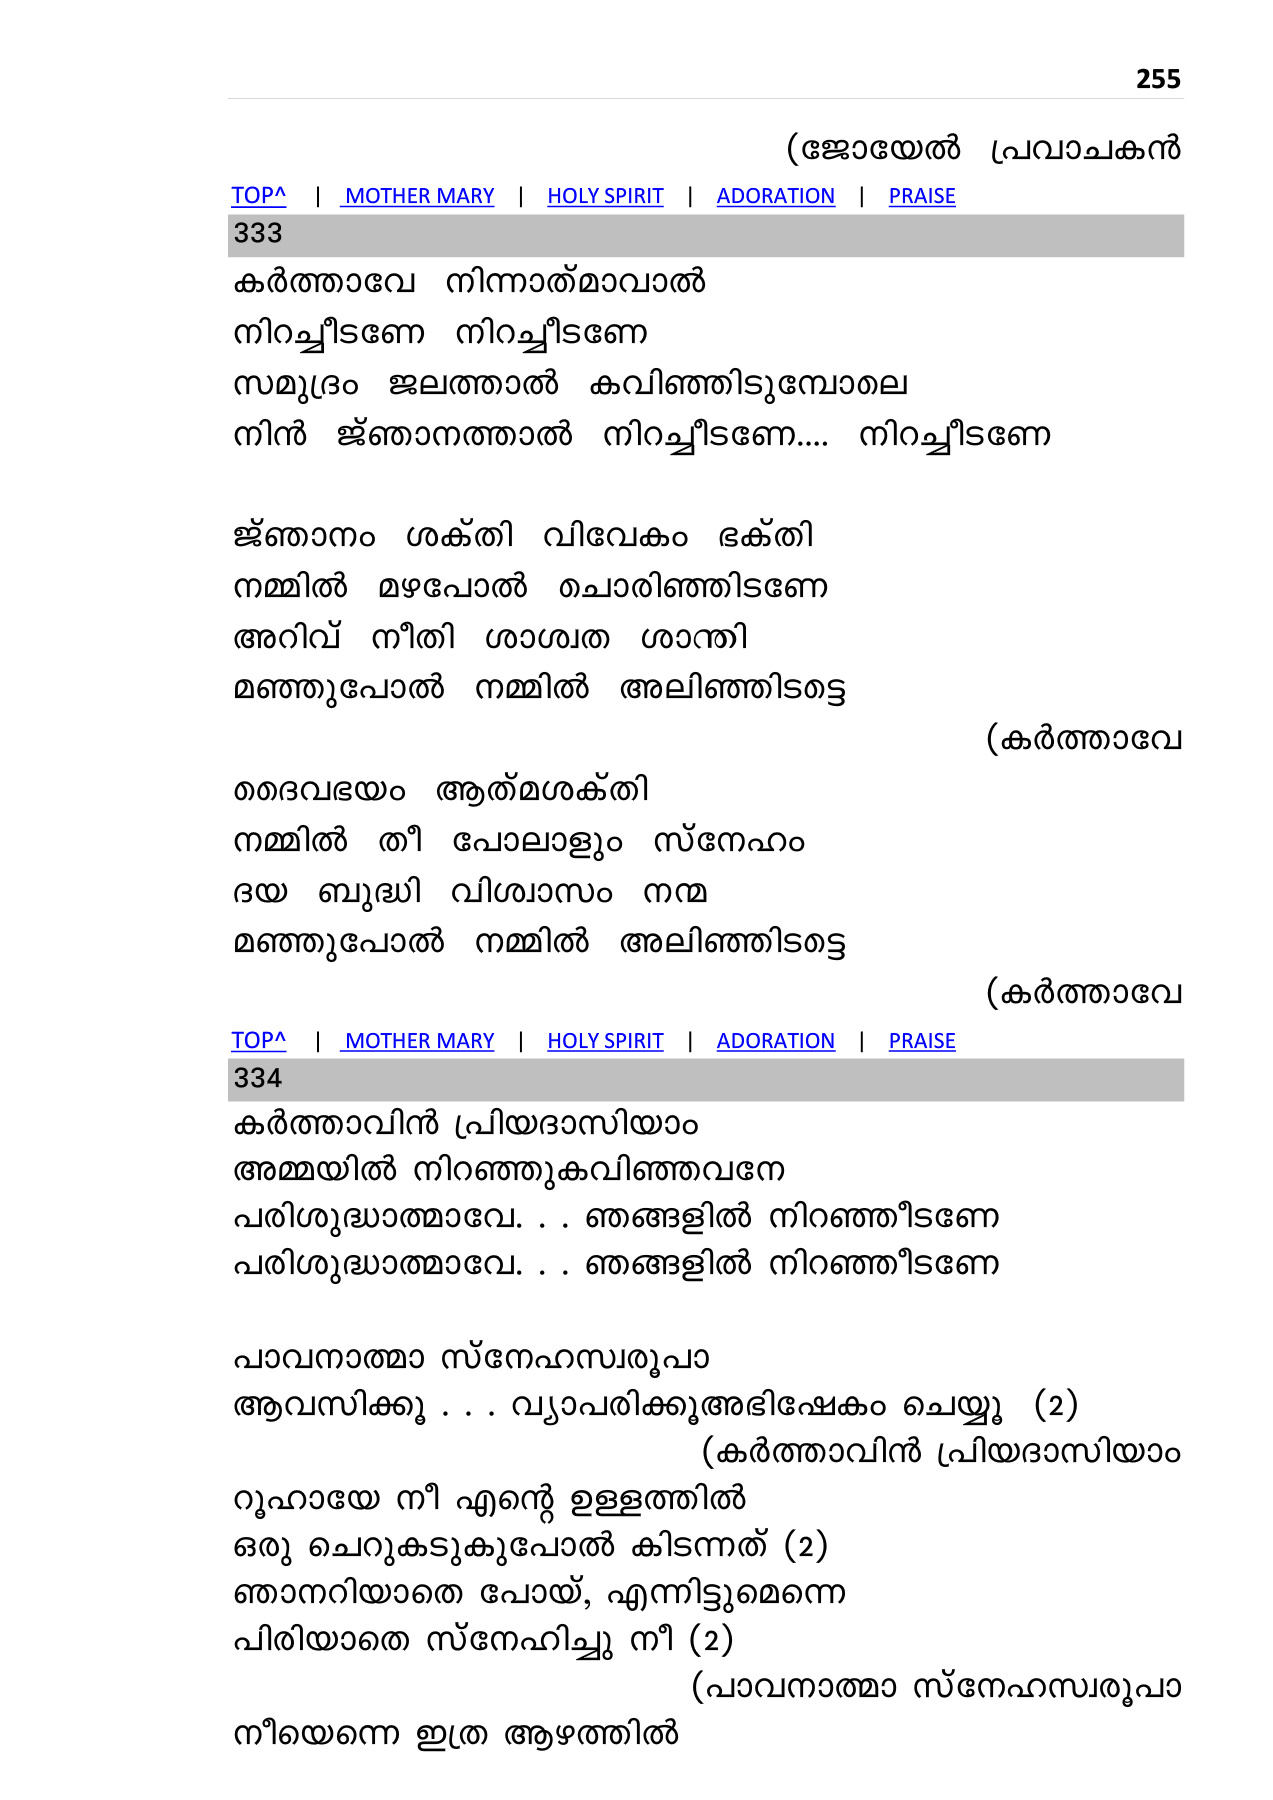 255
(ജോയേൽ പ്രവാചകൻ
TOP^ | MOTHER MARY | HOLY SPIRIT | ADORATION | PRAISE
333
കർത്താവേ നിന്നാത്‌മാവാൽ
നിറച്ചീടണേ നിറച്ചീടണേ
സമുദ്രം ജലത്താൽ കവിഞ്ഞിടുമ്പോലെ
നിൻ ജ്‌ഞാനത്താൽ നിറച്ചീടണേ.... നിറച്ചീടണേ
ജ്‌ഞാനം ശക്‌തി വിവേകം ഭക്‌തി
നമ്മിൽ മഴപോൽ ചൊരിഞ്ഞിടണേ
അറിവ് നീതി ശാശ്വത ശാന്തി
മഞ്ഞുപോൽ നമ്മിൽ അലിഞ്ഞിടട്ടെ
(കർത്താവേ
ദൈവഭയം ആത്‌മശക്‌തി
നമ്മിൽ തീ പോലാളും സ്‌നേഹം
ദയ ബുദ്ധി വിശ്വാസം നന്മ
മഞ്ഞുപോൽ നമ്മിൽ അലിഞ്ഞിടട്ടെ
(കർത്താവേ
TOP^ | MOTHER MARY | HOLY SPIRIT | ADORATION | PRAISE
334
കർത്താവിൻ പ്രിയദാസിയാം
അമ്മയിൽ നിറഞ്ഞുകവിഞ്ഞവനേ
പരിശുദ്ധാത്മാവേ. . . ഞങ്ങളിൽ നിറഞ്ഞീടണേ
പരിശുദ്ധാത്മാവേ. . . ഞങ്ങളിൽ നിറഞ്ഞീടണേ
പാവനാത്മാ സ്‌നേഹസ്വരൂപാ
ആവസിക്കൂ . . . വ്യാപരിക്കൂഅഭിഷേകം ചെയ്യൂ (2)
(കർത്താവിൻ പ്രിയദാസിയാം
റൂഹായേ നീ എന്റെ ഉള്ളത്തിൽ
ഒരു ചെറുകടുകുപോൽ കിടന്നത് (2)
ഞാനറിയാതെ പോയ്, എന്നിട്ടുമെന്നെ
പിരിയാതെ സ്‌നേഹിച്ചു നീ (2)
(പാവനാത്മാ സ്‌നേഹസ്വരൂപാ
നീയെന്നെ ഇത്ര ആഴത്തിൽ